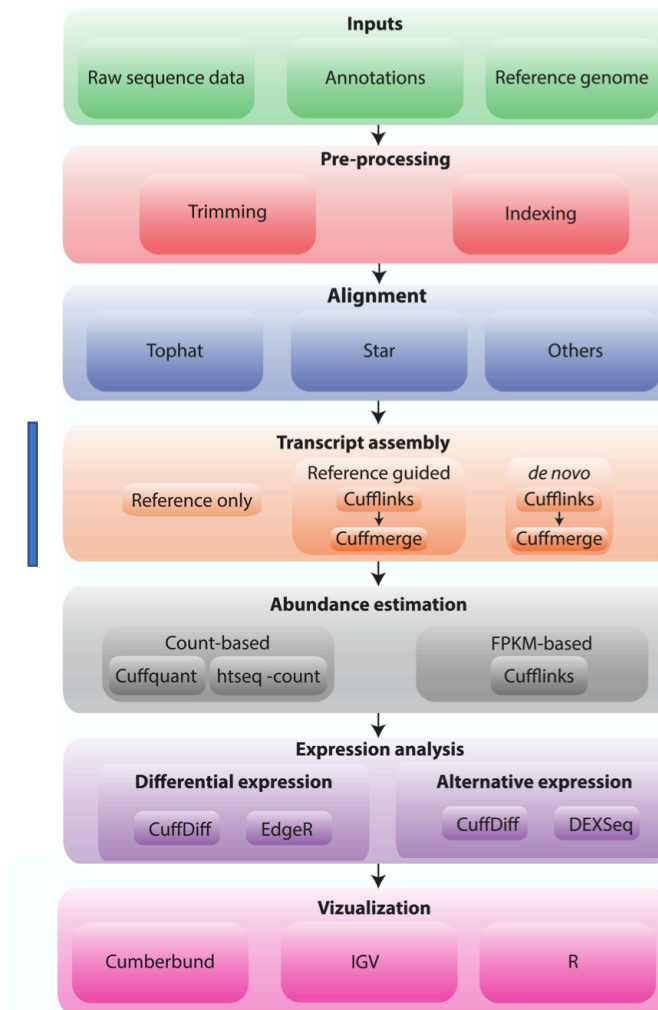 Inputs
Raw sequence data Annotations Reference genome
Pre-processing
Trimming Indexing
Alignment
Tophat Star Others
Transcript assembly
Reference only
Reference guided
Cufflinks
Cuffmerge
de novo
Cufflinks
Cuffmerge
Abundance estimation
Count-based
Cuffquant htseq -count
FPKM-based
Cufflinks
Expression analysis
Differential expression
CuffDiff EdgeR
Alternative expression
CuffDiff DEXSeq
Vizualization
Cumberbund IGV R